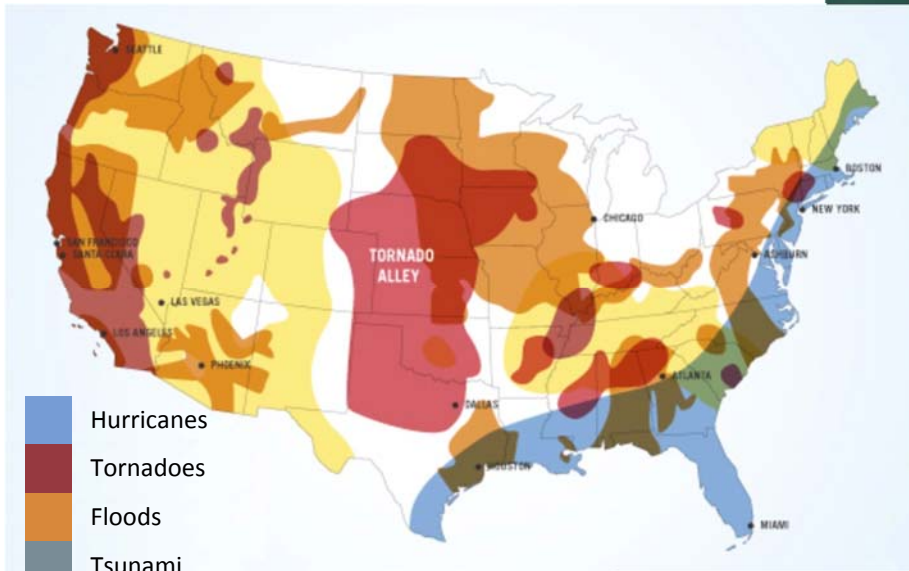 SEATTLE
BOSTON
NEW YORK
CHICAGO
SAN FRANCISCO
SANTA CLARA
TORNADO
ALLEY
ASHBURN
LAS VEGAS
LOS ANGELES
PHOENIX
ATLANTA
DALLAS
Hurricanes
Tornadoes
HOUSTON
Floods
MIAMI
Tsunami